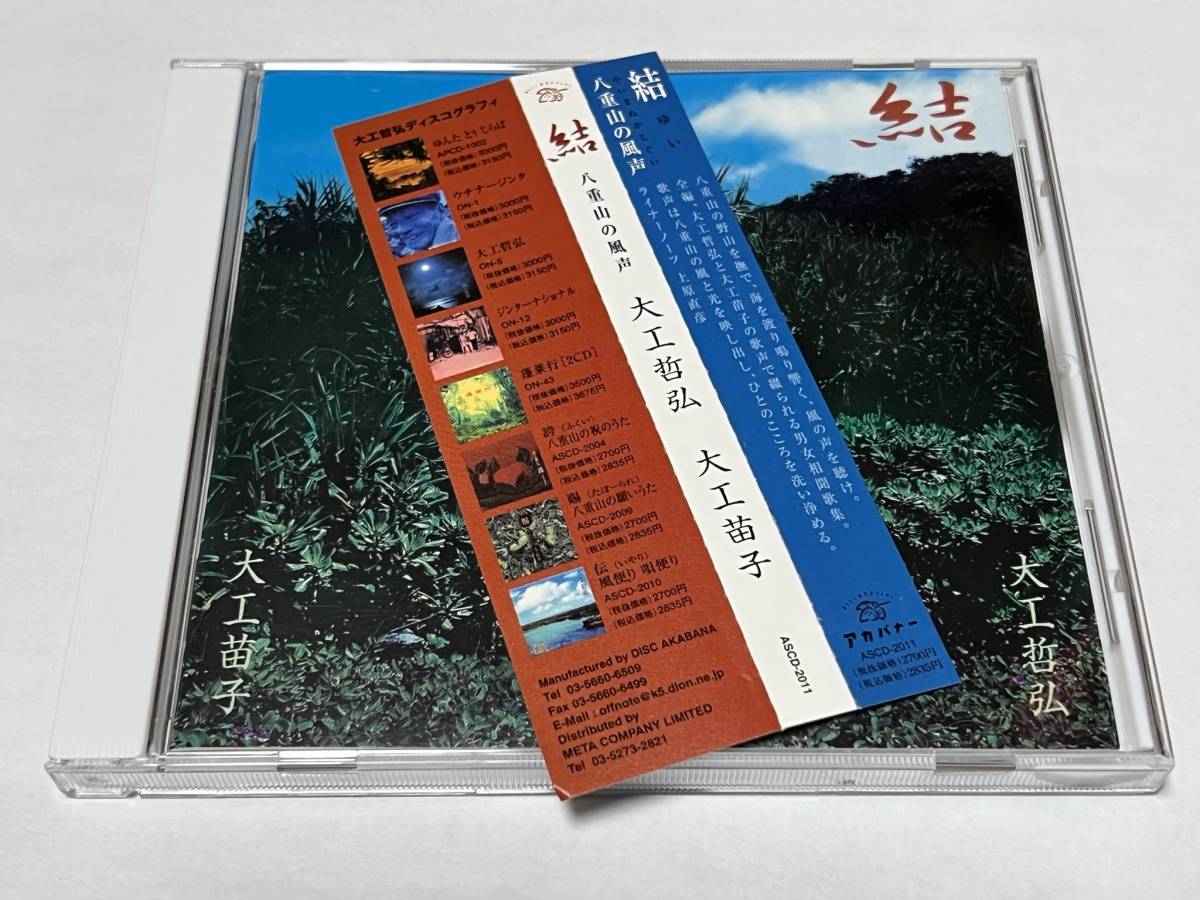 結
大工苗子
大工哲弘
大工哲弘ディスコグラフィ
ゆんた とぅ じらば
APCD-1002
(税抜価格)3000円
(税込価格)3150円
ウチナージンタ
ON-1
(税抜価格)3000円
(税込価格)3150円
大工哲弘
ON-5
(税抜価格)3000円
(税込価格)3150円
ジンターナショナル
ON-12
(税抜価格)3000円
(税込価格)3150円
蓬莱行[2CD]
ON-43
(税抜価格)3500円
(税込価格)3675円
誇(ふくい)
八重山の祝のうた
ASCD-2004
(税抜価格)2700円
(税込価格)2835円
賜(たぼーられ)
八重山の願いうた
ASCD-2009
(税抜価格)2700円
(税込価格)2835円
伝(いやり)
風便り 唄便り
ASCD-2010
(税抜価格)2700円
(税込価格)2835円
Manufactured by DISC AKABANA
Tel 03-5660-6509
Fax 03-5660-6499
E-Mail : offnote@k5.dion.ne.jp
Distributed by
META COMPANY LIMITED
Tel 03-5273-2821
結
八重山の風声
大工哲弘
大工苗子
ASCD-2011
結
ゆい
八重山の風声
やいまぬかじぐい
八重山の野山を撫で、海を渡り鳴り響く、風の声を聴け。
全編、大工哲弘と大工苗子の歌声で綴られる男女相聞歌集。
歌声は八重山の風と光を映し出し、ひとのこころを洗い浄める。
ライナーノーツ 上原直彦
アカバナー
ASCD-2011
(税抜価格)2700円
(税込価格)2835円